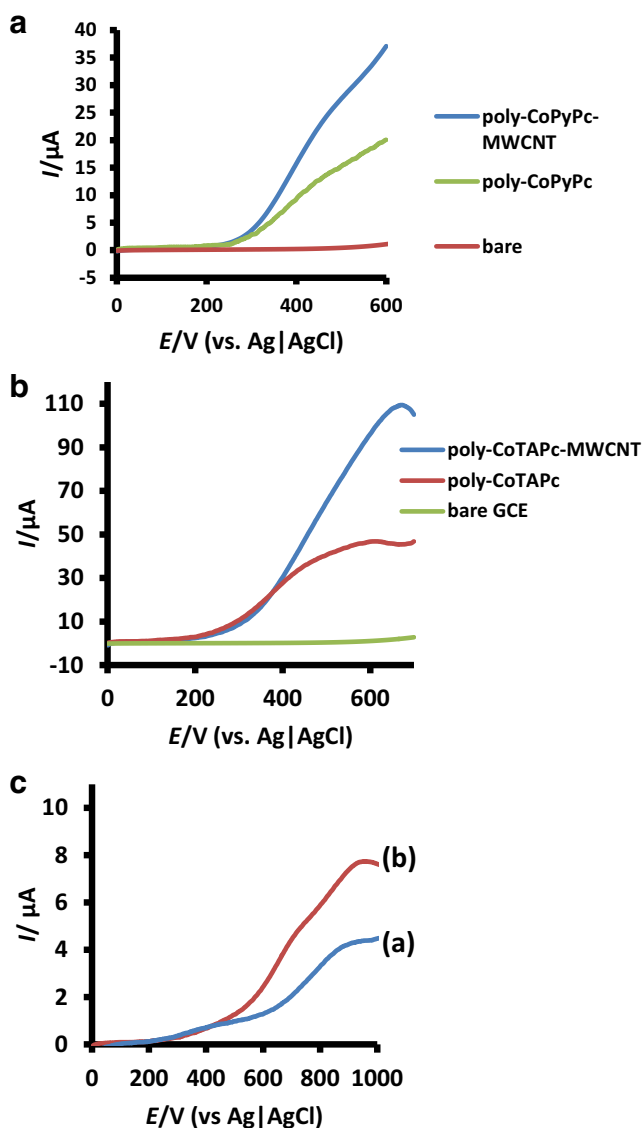 a
40
35
30
25
20
15
10
5
0
-5
I/µA
0 200 400 600
E/V (vs. Ag|AgCl)
poly-CoPyPc-
MWCNT
poly-CoPyPc
bare
b
110
90
70
50
30
10
-10
I/µA
0 200 400 600
E/V (vs. Ag|AgCl)
poly-CoTAPc-MWCNT
poly-CoTAPc
bare GCE
c
10
8
6
4
2
0
I/ µA
(b)
(a)
0 200 400 600 800 1000
E/V (vs Ag|AgCl)